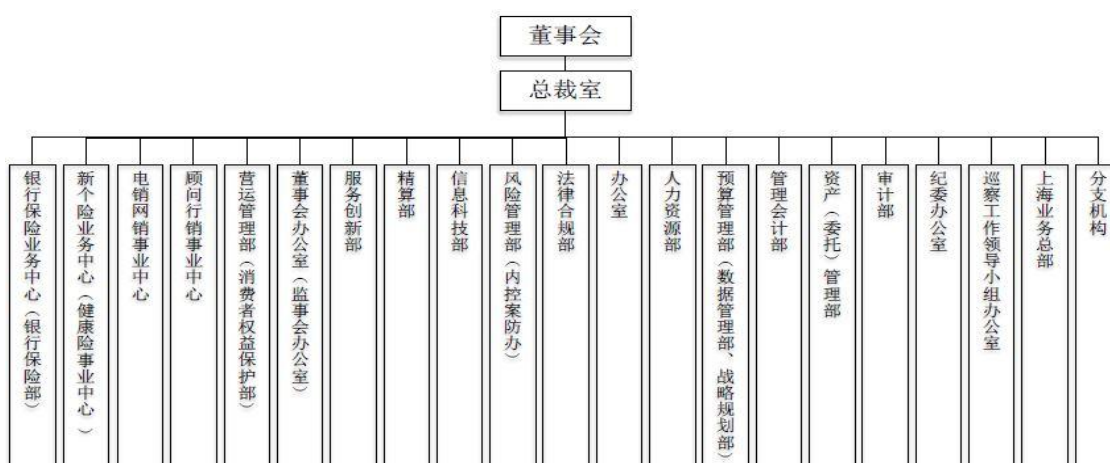 董事会
总裁室
银行保险业务中心（银行保险部）
新个险业务中心（健康险事业中心）
电销网销事业中心
顾问行销事业中心
营运管理部（消费者权益保护部）
董事会办公室（监事会办公室）
服务创新部
精算部
信息科技部
风险管理部（内控案防办）
法律合规部
办公室
人力资源部
预算管理部（数据管理部、战略规划部）
管理会计部
资产（委托）管理部
审计部
纪委办公室
巡察工作领导小组办公室
上海业务总部
分支机构